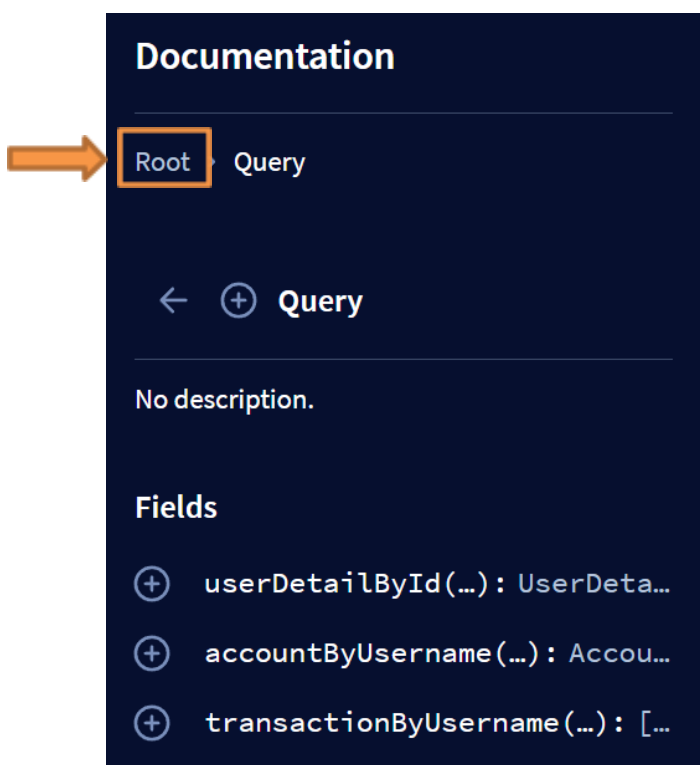 Documentation
Root Query
Query
No description.
Fields
userDetailById(…): UserDeta…
accountByUsername(…): Accou…
transactionByUsername(…): […